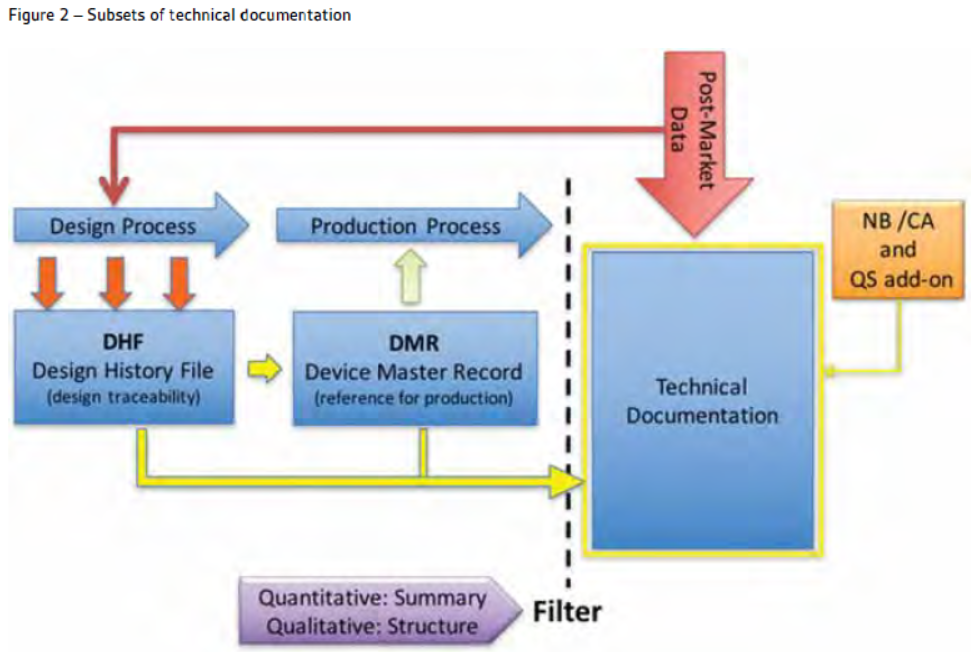 Figure 2 – Subsets of technical documentation
Post-Market
Data
Design Process
Production Process
NB /CA
and
QS add-on
DHF
Design History File
(design traceability)
DMR
Device Master Record
(reference for production)
Technical
Documentation
Quantitative: Summary
Qualitative: Structure
Filter